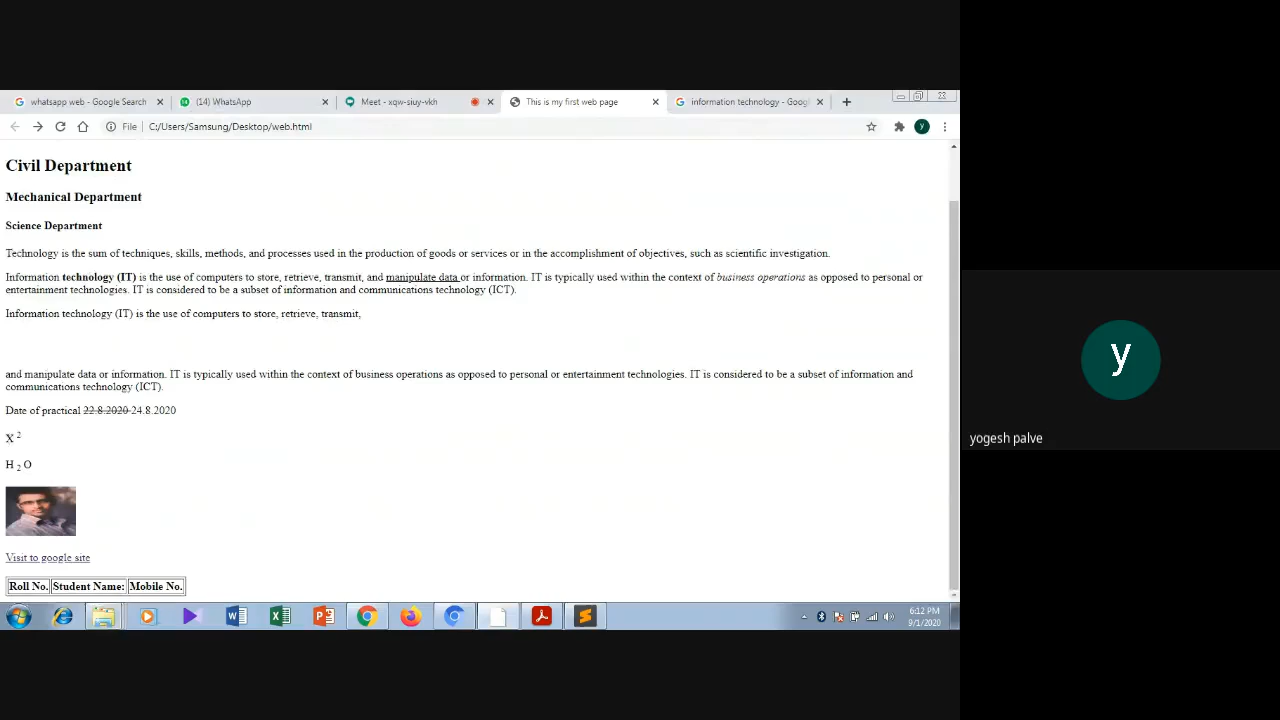 whatsapp web - Google Search
(14) WhatsApp
Meet - xqw-siuy-vkh
This is my first web page
information technology - Googl
File
C:/Users/Samsung/Desktop/web.html
y
Civil Department
Mechanical Department
Science Department
Technology is the sum of techniques, skills, methods, and processes used in the production of goods or services or in the accomplishment of objectives, such as scientific investigation.
Information technology (IT) is the use of computers to store, retrieve, transmit, and manipulate data or information. IT is typically used within the context of business operations as opposed to personal or
entertainment technologies. IT is considered to be a subset of information and communications technology (ICT).
Information technology (IT) is the use of computers to store, retrieve, transmit,
and manipulate data or information. IT is typically used within the context of business operations as opposed to personal or entertainment technologies. IT is considered to be a subset of information and
communications technology (ICT).
Date of practical 22.8.2020 24.8.2020
X 2
H 2 O
Visit to google site
Roll No. Student Name: Mobile No.
6:12 PM
9/1/2020
y
yogesh palve